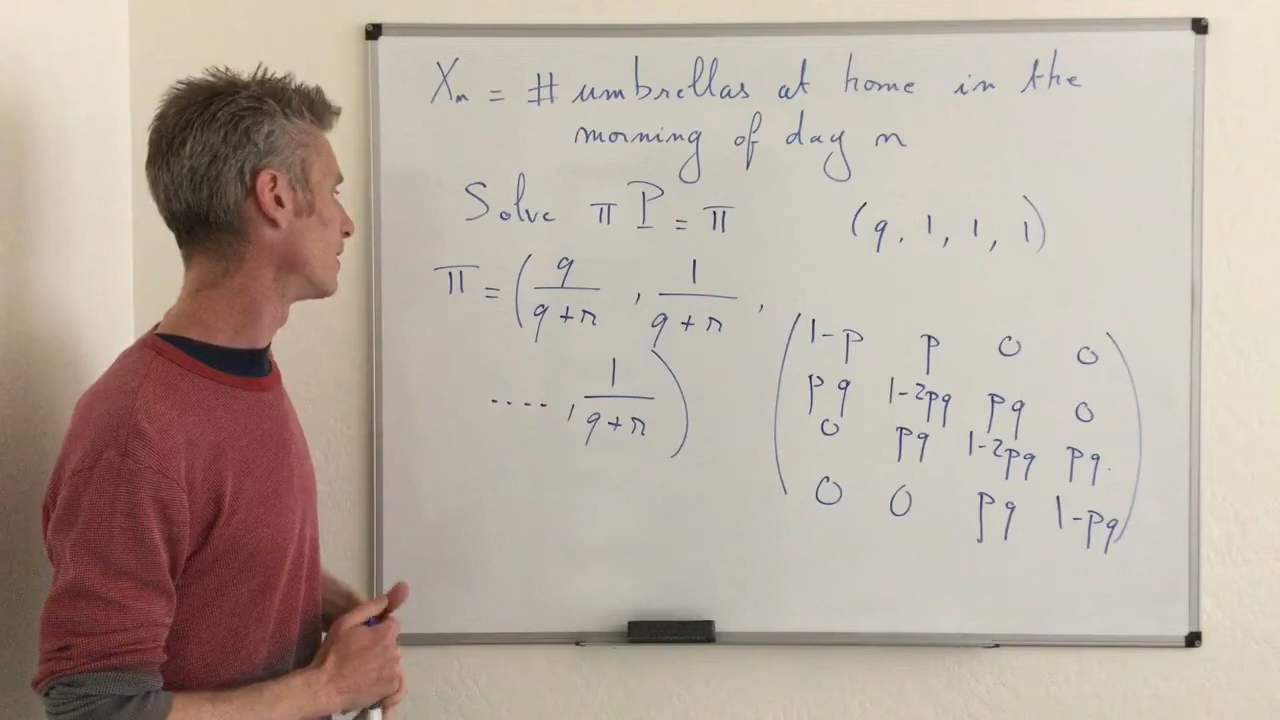 Xn = # umbrellas at home in the
morning of day n
Solve π P = π (q, 1, 1, 1)
π = ( q/(q+r) , 1/(q+r) ,
...., 1/(q+r) )
1-p p 0 0
pq 1-2pq pq 0
0 pq 1-2pq pq
0 0 pq 1-pq